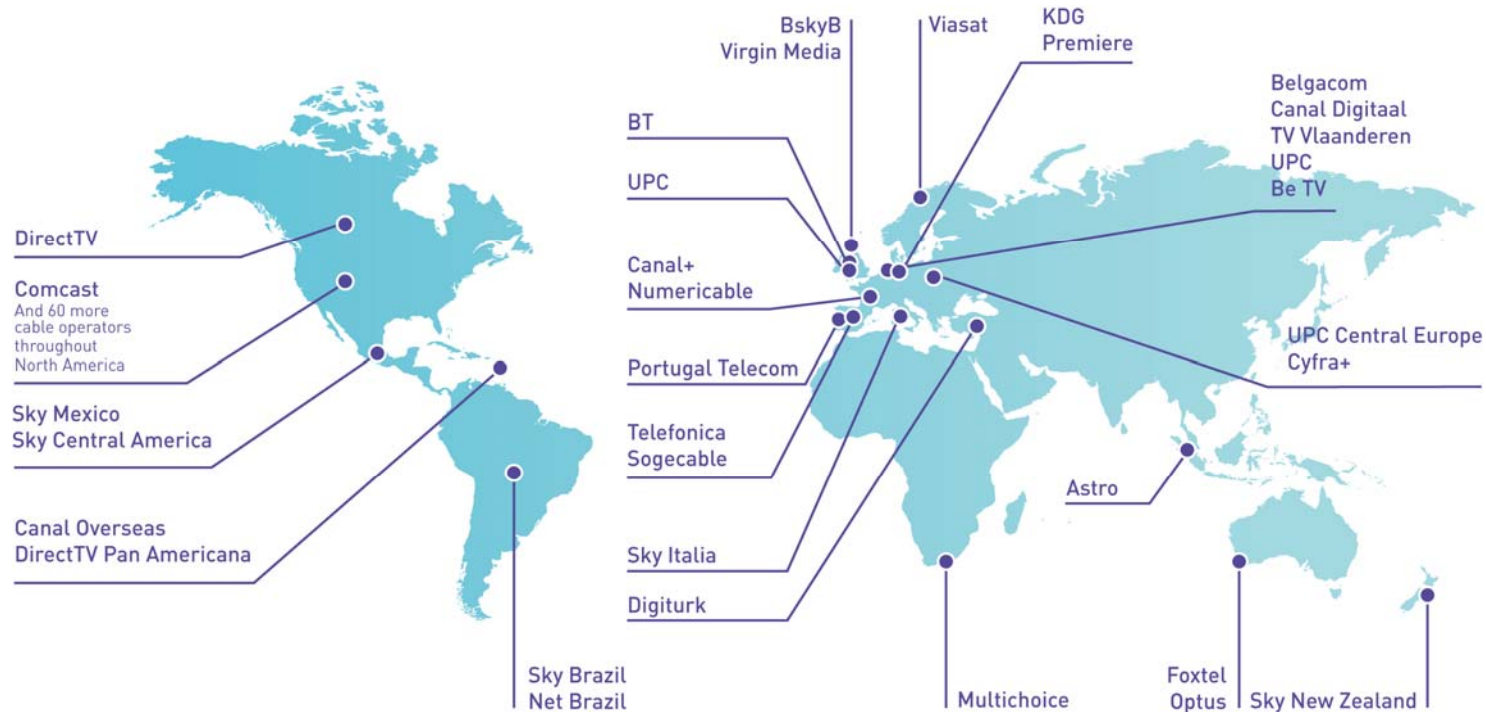 BskyB
Virgin Media
Viasat
KDG
Premiere
Belgacom
Canal Digitaal
TV Vlaanderen
UPC
Be TV
BT
UPC
DirectTV
Comcast
And 60 more
cable operators
throughout
North America
Canal+
Numericable
UPC Central Europe
Cyfra+
Portugal Telecom
Sky Mexico
Sky Central America
Telefonica
Sogecable
Astro
Canal Overseas
DirectTV Pan Americana
Sky Italia
Digiturk
Sky Brazil
Net Brazil
Multichoice
Foxtel
Optus
Sky New Zealand